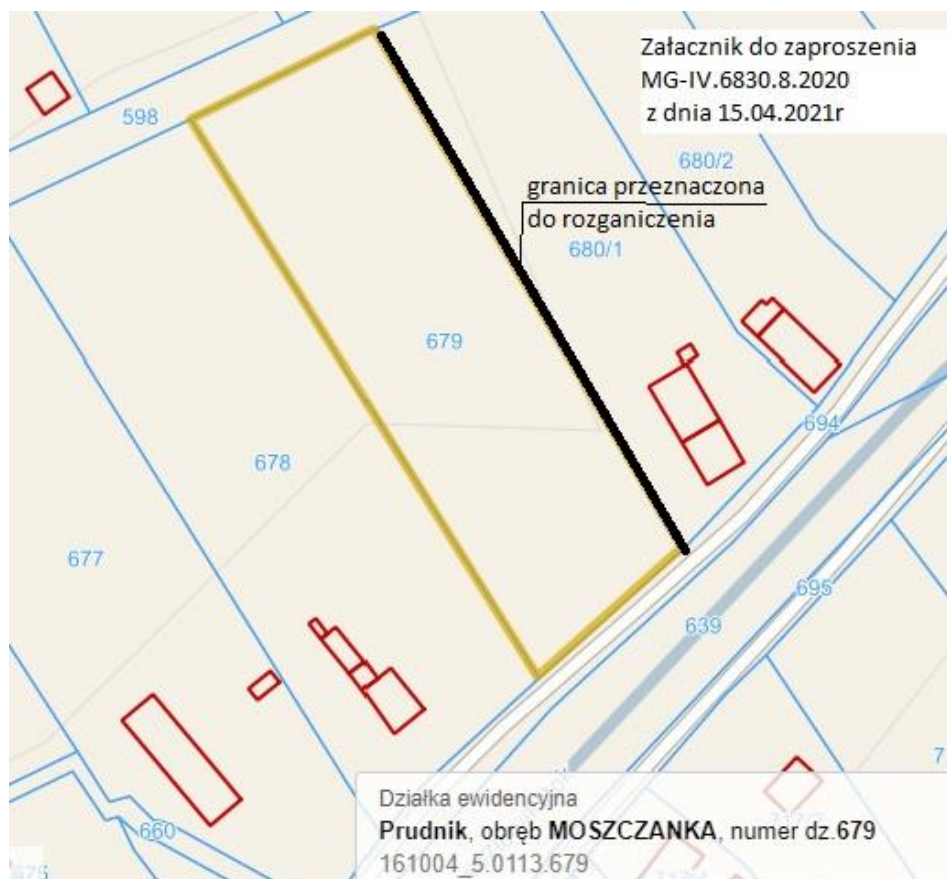 Załacznik do zaproszenia
MG-IV.6830.8.2020
z dnia 15.04.2021r
598
680/2
granica przeznaczona
do rozganiczenia
680/1
679
694
678
677
695
639
660
Działka ewidencyjna
Prudnik, obręb MOSZCZANKA, numer dz.679
161004_5.0113.679